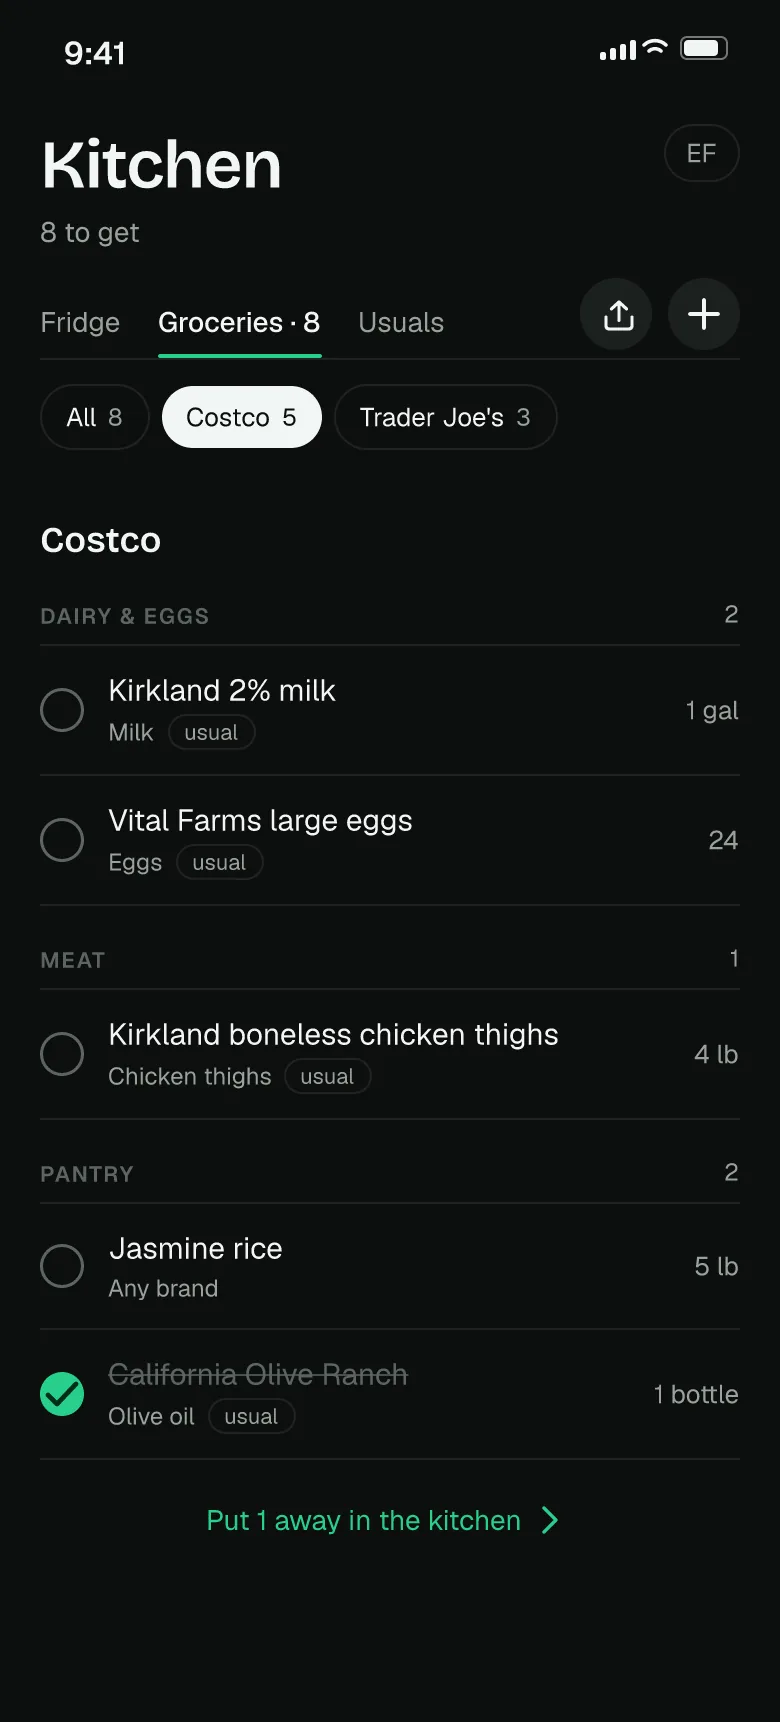 9:41
Kitchen
EF
8 to get
Fridge Groceries · 8 Usuals
All 8 Costco 5 Trader Joe's 3
Costco
DAIRY & EGGS 2
Kirkland 2% milk
1 gal
Milk usual
Vital Farms large eggs
24
Eggs usual
MEAT 1
Kirkland boneless chicken thighs
4 lb
Chicken thighs usual
PANTRY 2
Jasmine rice
5 lb
Any brand
California Olive Ranch
1 bottle
Olive oil usual
Put 1 away in the kitchen